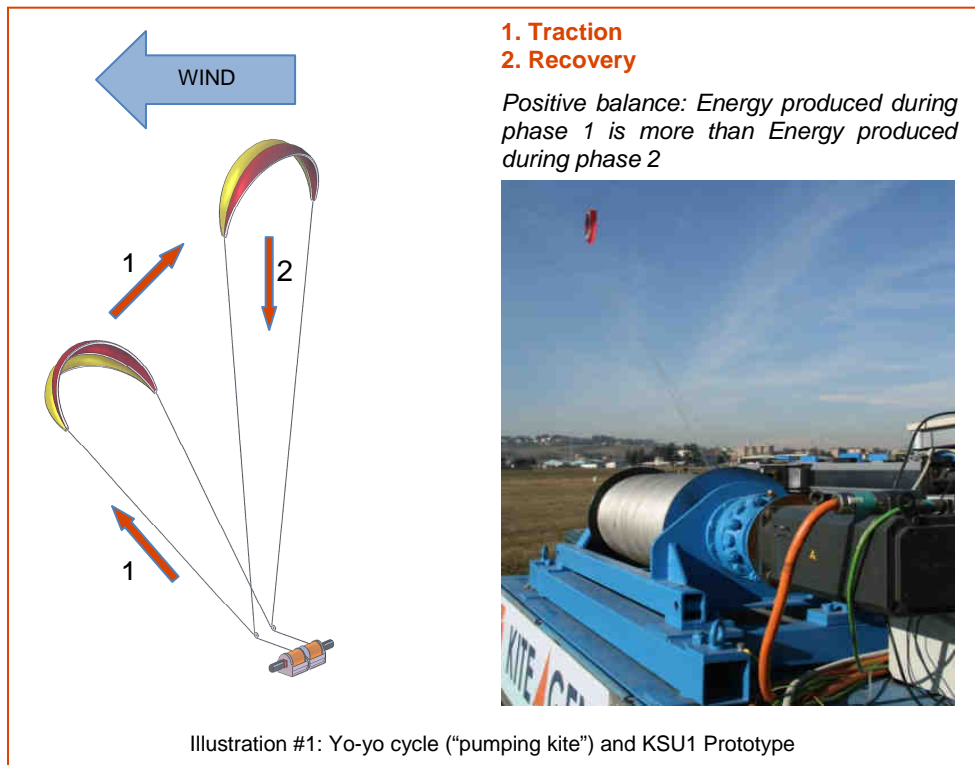 WIND
1
2
1
1. Traction
2. Recovery
Positive balance: Energy produced during
phase 1 is more than Energy produced
during phase 2
KITE GEN
Illustration #1: Yo-yo cycle (“pumping kite”) and KSU1 Prototype